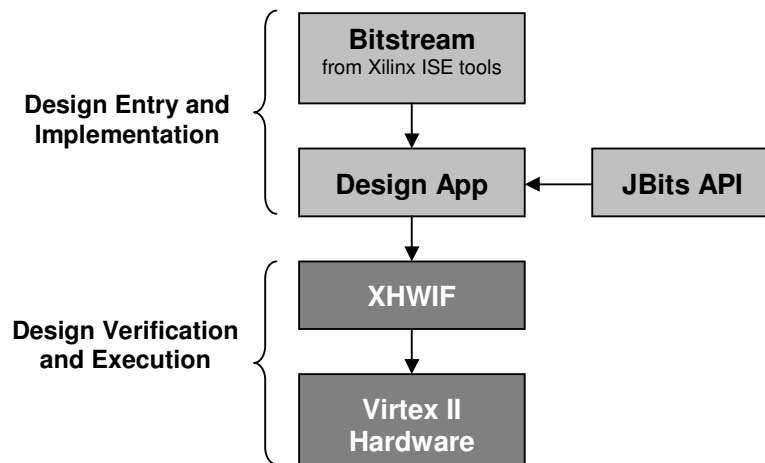 Bitstream
from Xilinx ISE tools
Design Entry and
Implementation
Design App
JBits API
XHWIF
Design Verification
and Execution
Virtex II
Hardware